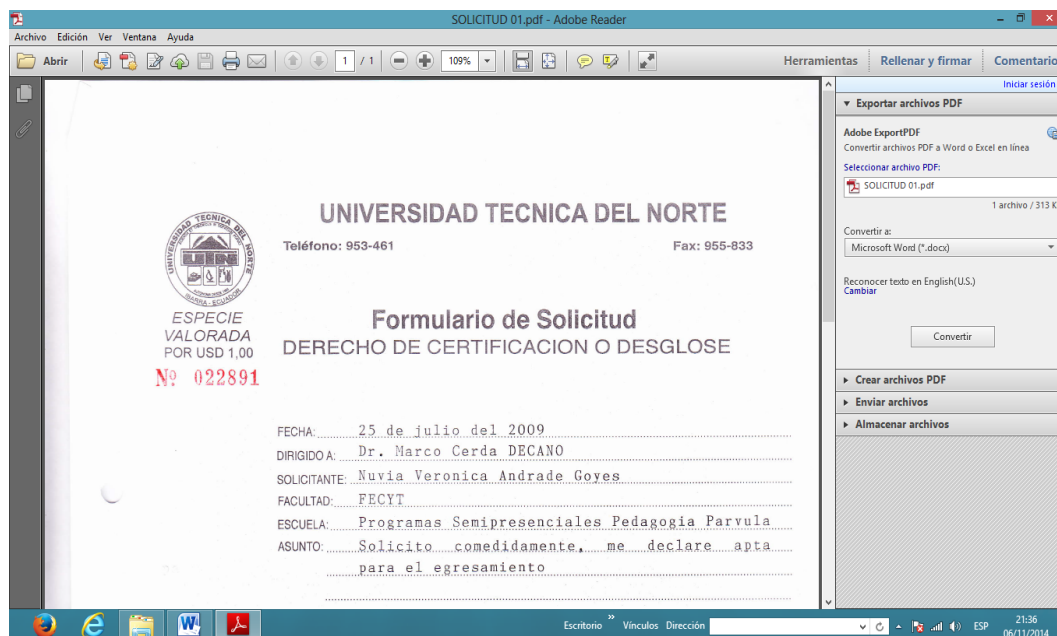 SOLICITUD 01.pdf - Adobe Reader
Archivo Edición Ver Ventana Ayuda
Abrir 1 / 1 109% Herramientas Rellenar y firmar Comentario
Iniciar sesión
Exportar archivos PDF
Adobe ExportPDF
Convertir archivos PDF a Word o Excel en línea
Seleccionar archivo PDF:
SOLICITUD 01.pdf
1 archivo / 313 K
Convertir a:
Microsoft Word (*.docx)
Reconocer texto en English(U.S.)
Cambiar
Convertir
Crear archivos PDF
Enviar archivos
Almacenar archivos
UNIVERSIDAD TECNICA DEL NORTE
Teléfono: 953-461 Fax: 955-833
UNIVERSIDAD TECNICA DEL NORTE
IBARRA - ECUADOR
ESPECIE
VALORADA
POR USD 1,00
Nº 022891
Formulario de Solicitud
DERECHO DE CERTIFICACION O DESGLOSE
FECHA: 25 de julio del 2009
DIRIGIDO A: Dr. Marco Cerda DECANO
SOLICITANTE: Nuvia Veronica Andrade Goyes
FACULTAD: FECYT
ESCUELA: Programas Semipresenciales Pedagogia Parvula
ASUNTO: Solicito comedidamente, me declare apta
para el egresamiento
Escritorio Vínculos Dirección ESP 21:36
06/11/2014